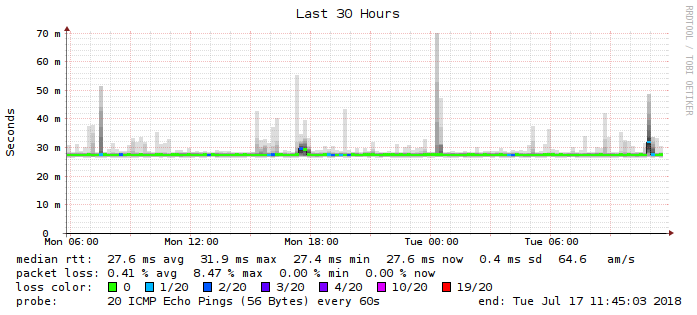 Last 30 Hours
RRDTOOL / TOBI OETIKER
Seconds
70 m
60 m
50 m
40 m
30 m
20 m
10 m
0
Mon 06:00 Mon 12:00 Mon 18:00 Tue 00:00 Tue 06:00
median rtt: 27.6 ms avg 31.9 ms max 27.4 ms min 27.6 ms now 0.4 ms sd 64.6 am/s
packet loss: 0.41 % avg 8.47 % max 0.00 % min 0.00 % now
loss color: 0 1/20 2/20 3/20 4/20 10/20 19/20
probe: 20 ICMP Echo Pings (56 Bytes) every 60s end: Tue Jul 17 11:45:03 2018